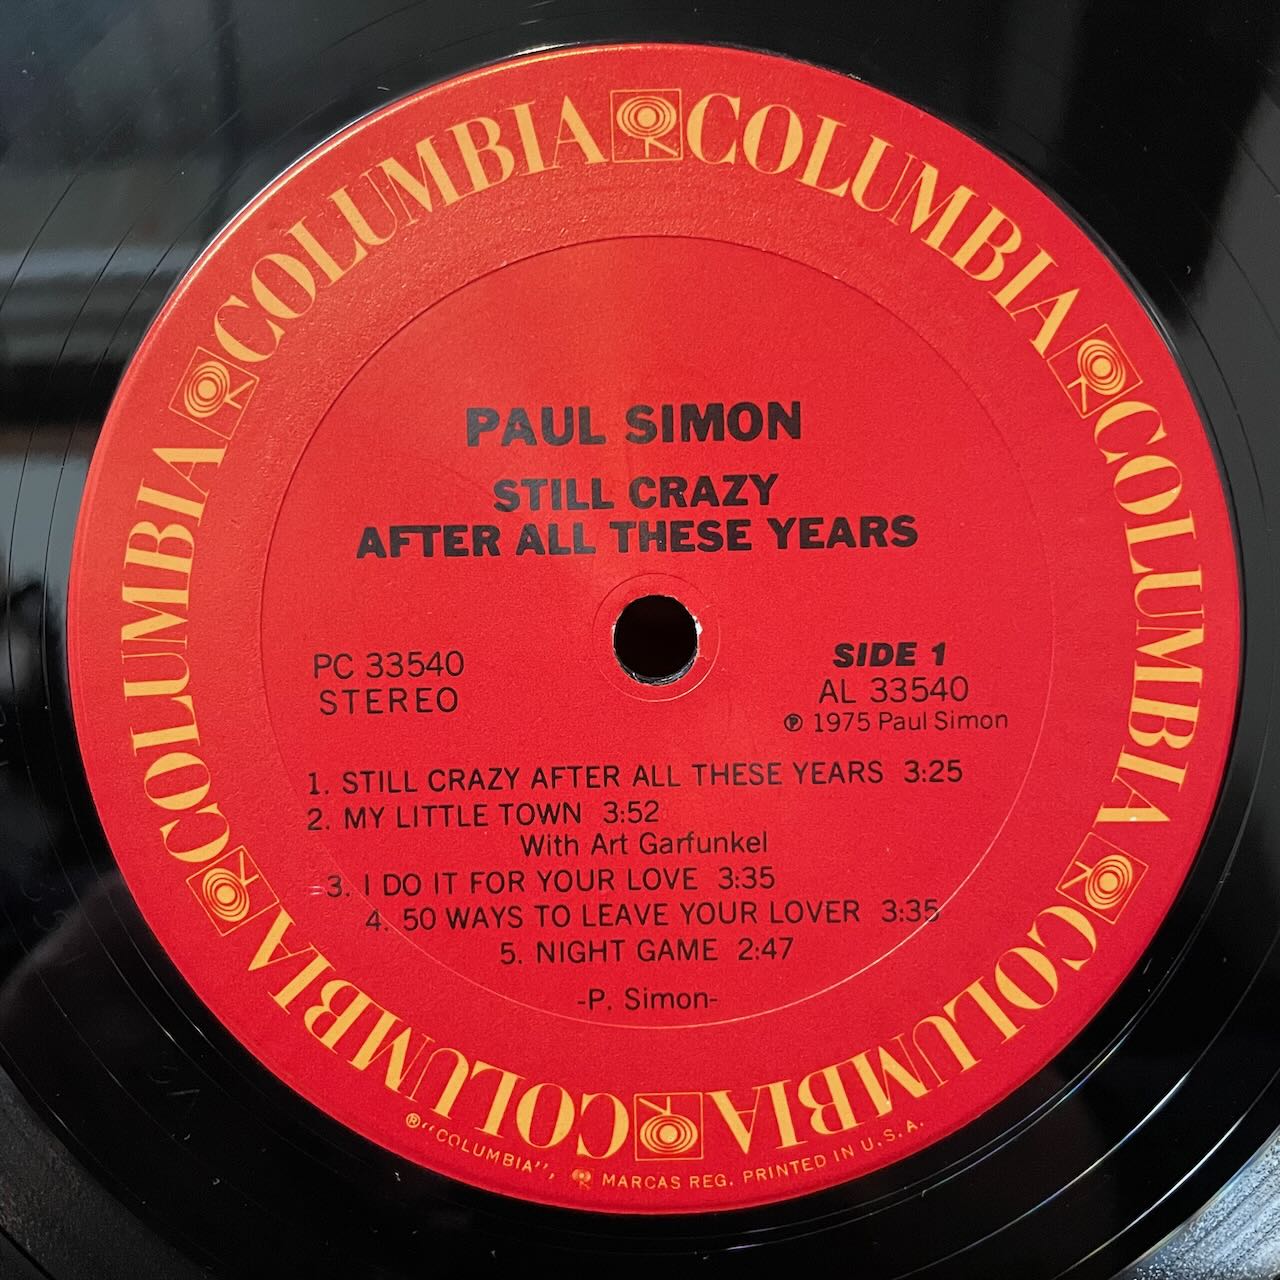 COLUMBIA COLUMBIA COLUMBIA COLUMBIA COLUMBIA COLUMBIA
PAUL SIMON
STILL CRAZY
AFTER ALL THESE YEARS
PC 33540
STEREO
SIDE 1
AL 33540
℗ 1975 Paul Simon
1. STILL CRAZY AFTER ALL THESE YEARS 3:25
2. MY LITTLE TOWN 3:52
With Art Garfunkel
3. I DO IT FOR YOUR LOVE 3:35
4. 50 WAYS TO LEAVE YOUR LOVER 3:35
5. NIGHT GAME 2:47
-P. Simon-
®"COLUMBIA", MARCAS REG. PRINTED IN U.S.A.